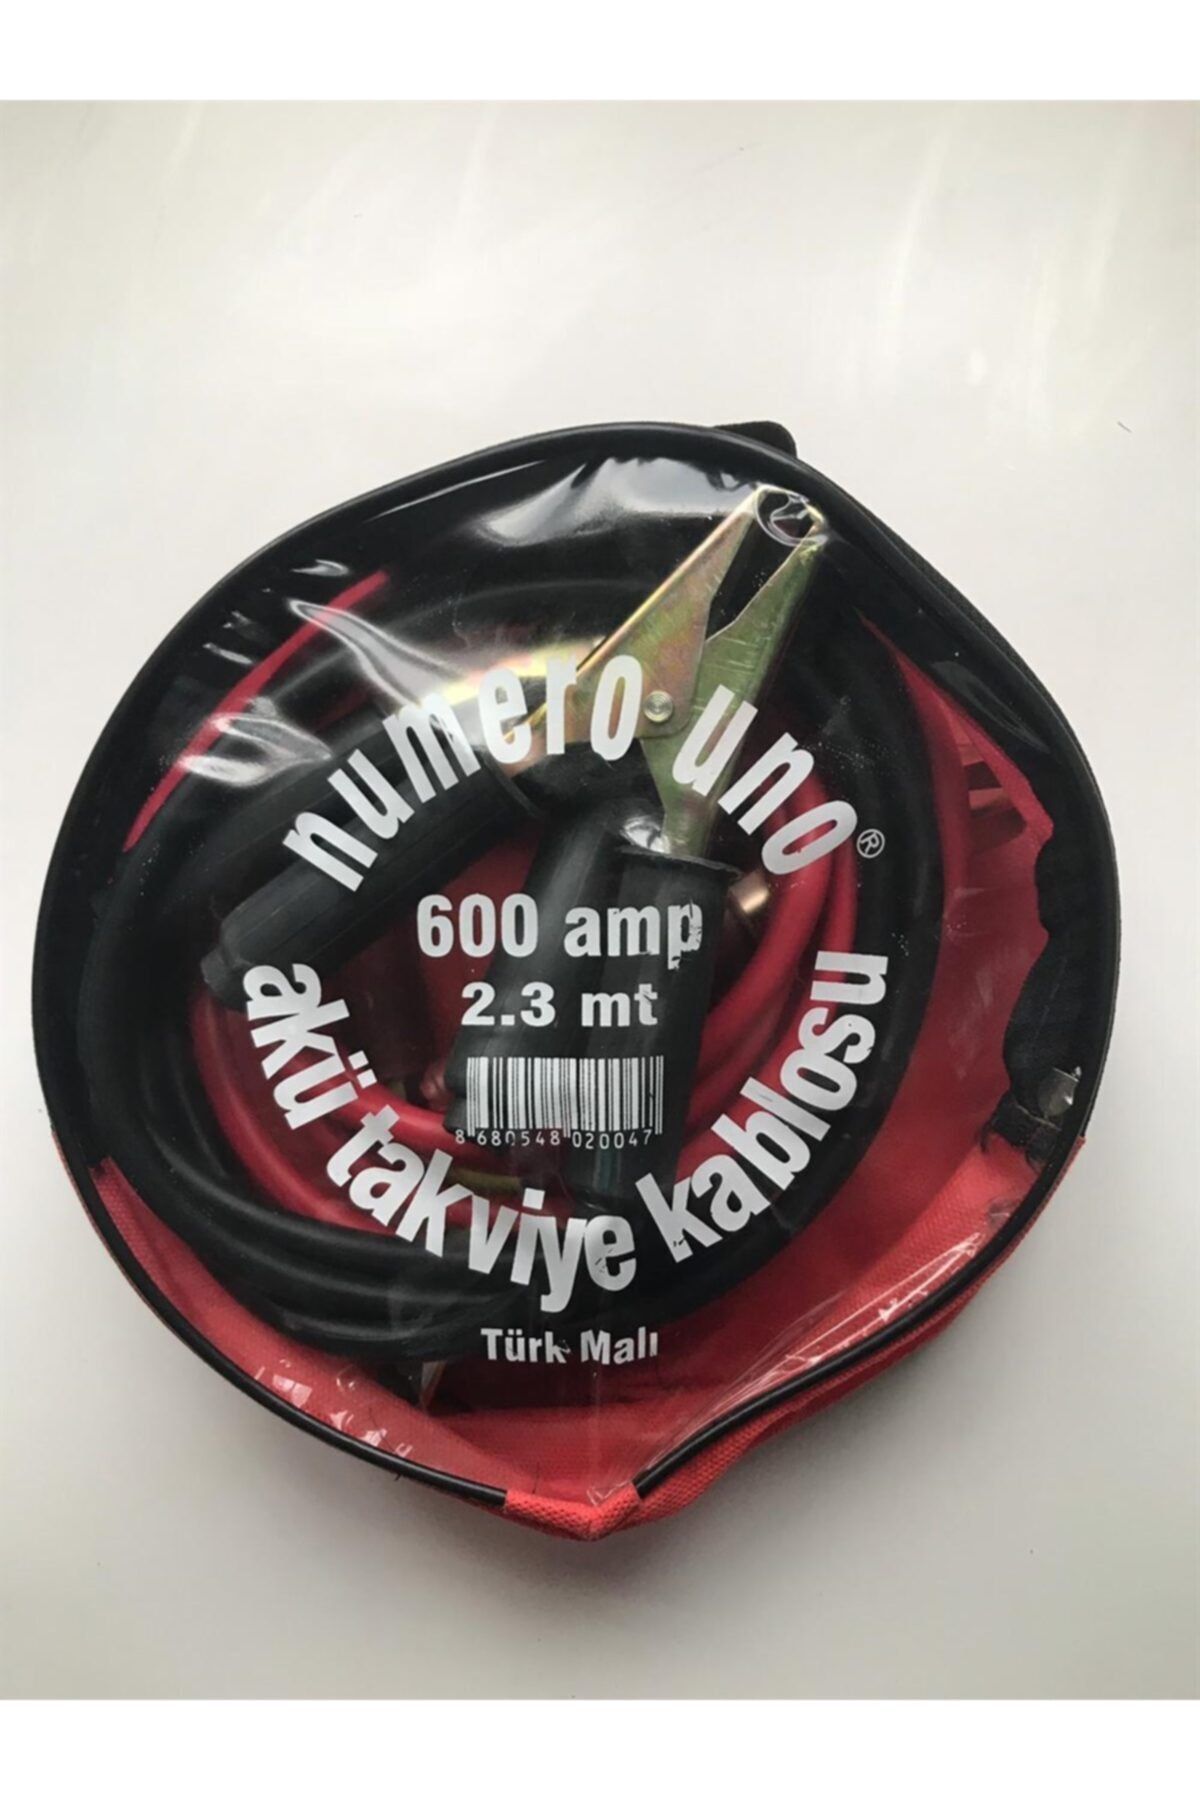 numero uno®
600 amp
2.3 mt
8 680548 020047
akü takviye kablosu
Türk Malı